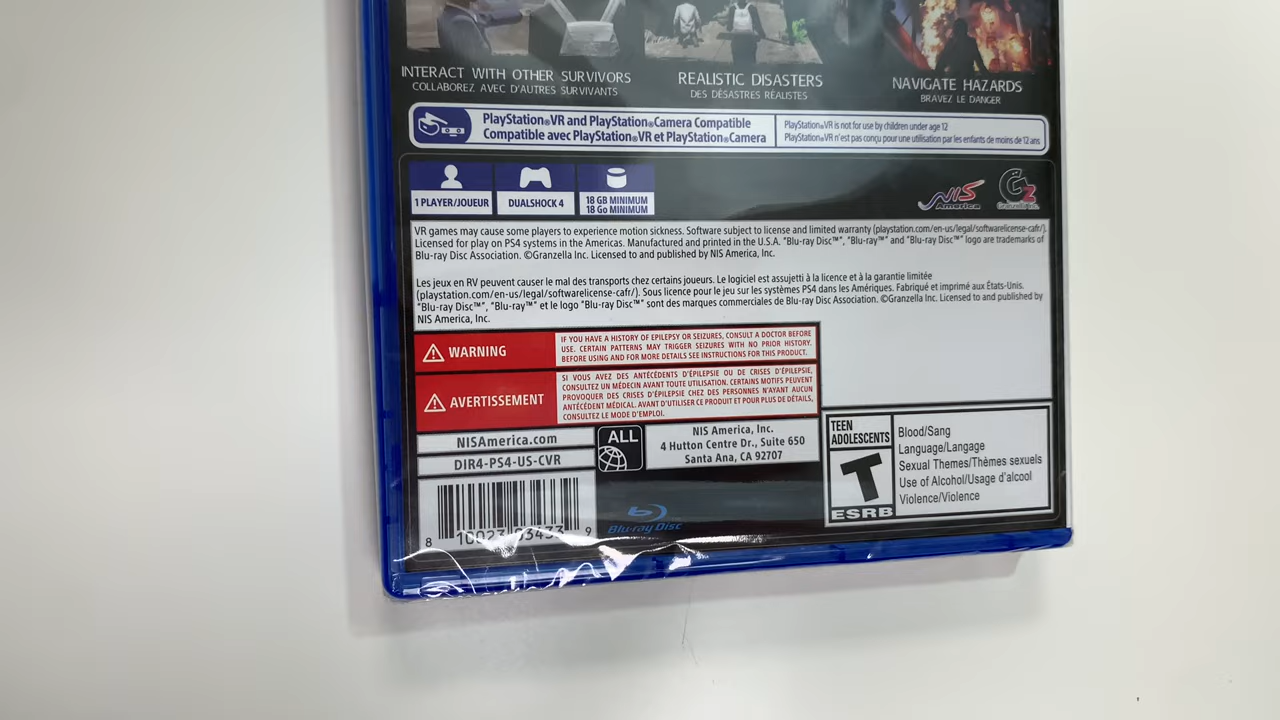 INTERACT WITH OTHER SURVIVORS
COLLABOREZ AVEC D'AUTRES SURVIVANTS
REALISTIC DISASTERS
DES DÉSASTRES RÉALISTES
NAVIGATE HAZARDS
BRAVEZ LE DANGER
PlayStation®VR and PlayStation®Camera Compatible
Compatible avec PlayStation®VR et PlayStation®Camera
PlayStation®VR is not for use by children under age 12
PlayStation®VR n'est pas conçu pour une utilisation par les enfants de moins de 12 ans
1 PLAYER/JOUEUR
DUALSHOCK 4
18 GB MINIMUM
18 Go MINIMUM
NIS
America
G2
Granzella Inc.
VR games may cause some players to experience motion sickness. Software subject to license and limited warranty (playstation.com/en-us/legal/softwarelicense-cafr/).
Licensed for play on PS4 systems in the Americas. Manufactured and printed in the U.S.A. "Blu-ray Disc™", "Blu-ray™" and "Blu-ray Disc™" logo are trademarks of
Blu-ray Disc Association. ©Granzella Inc. Licensed to and published by NIS America, Inc.
Les jeux en RV peuvent causer le mal des transports chez certains joueurs. Le logiciel est assujetti à la licence et à la garantie limitée
(playstation.com/en-us/legal/softwarelicense-cafr/). Sous licence pour le jeu sur les systèmes PS4 dans les Amériques. Fabriqué et imprimé aux États-Unis.
"Blu-ray Disc™", "Blu-ray™" et le logo "Blu-ray Disc™" sont des marques commerciales de Blu-ray Disc Association. ©Granzella Inc. Licensed to and published by
NIS America, Inc.
WARNING
IF YOU HAVE A HISTORY OF EPILEPSY OR SEIZURES, CONSULT A DOCTOR BEFORE
USE. CERTAIN PATTERNS MAY TRIGGER SEIZURES WITH NO PRIOR HISTORY.
BEFORE USING AND FOR MORE DETAILS SEE INSTRUCTIONS FOR THIS PRODUCT.
AVERTISSEMENT
SI VOUS AVEZ DES ANTÉCÉDENTS D'ÉPILEPSIE OU DE CRISES D'ÉPILEPSIE,
CONSULTEZ UN MÉDECIN AVANT TOUTE UTILISATION. CERTAINS MOTIFS PEUVENT
PROVOQUER DES CRISES D'ÉPILEPSIE CHEZ DES PERSONNES N'AYANT AUCUN
ANTÉCÉDENT MÉDICAL. AVANT D'UTILISER CE PRODUIT ET POUR PLUS DE DÉTAILS,
CONSULTEZ LE MODE D'EMPLOI.
NISAmerica.com
DIR4-PS4-US-CVR
ALL
NIS America, Inc.
4 Hutton Centre Dr., Suite 650
Santa Ana, CA 92707
TEEN
ADOLESCENTS
T
ESRB
Blood/Sang
Language/Langage
Sexual Themes/Thèmes sexuels
Use of Alcohol/Usage d'alcool
Violence/Violence
Blu-ray Disc
8
9